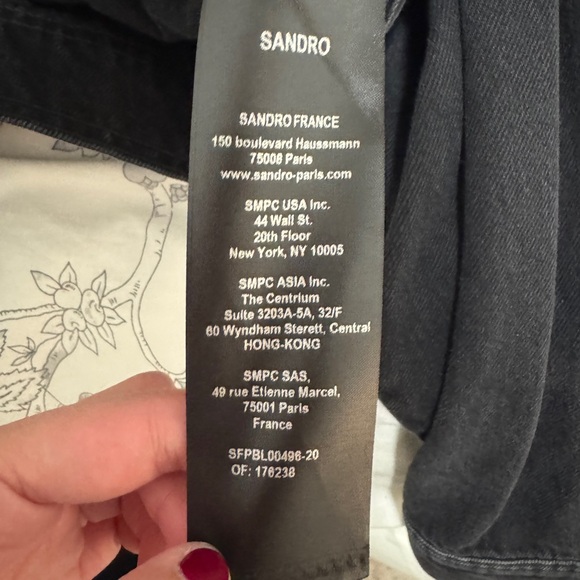 SANDRO
SANDRO FRANCE
150 boulevard Haussmann
75008 Paris
www.sandro-paris.com
SMPC USA Inc.
44 Wall St.
20th Floor
New York, NY 10005
SMPC ASIA Inc.
The Centrium
Suite 3203A-5A, 32/F
60 Wyndham Sterett, Central
HONG-KONG
SMPC SAS,
49 rue Etienne Marcel,
75001 Paris
France
SFPBL00496-20
OF: 176238